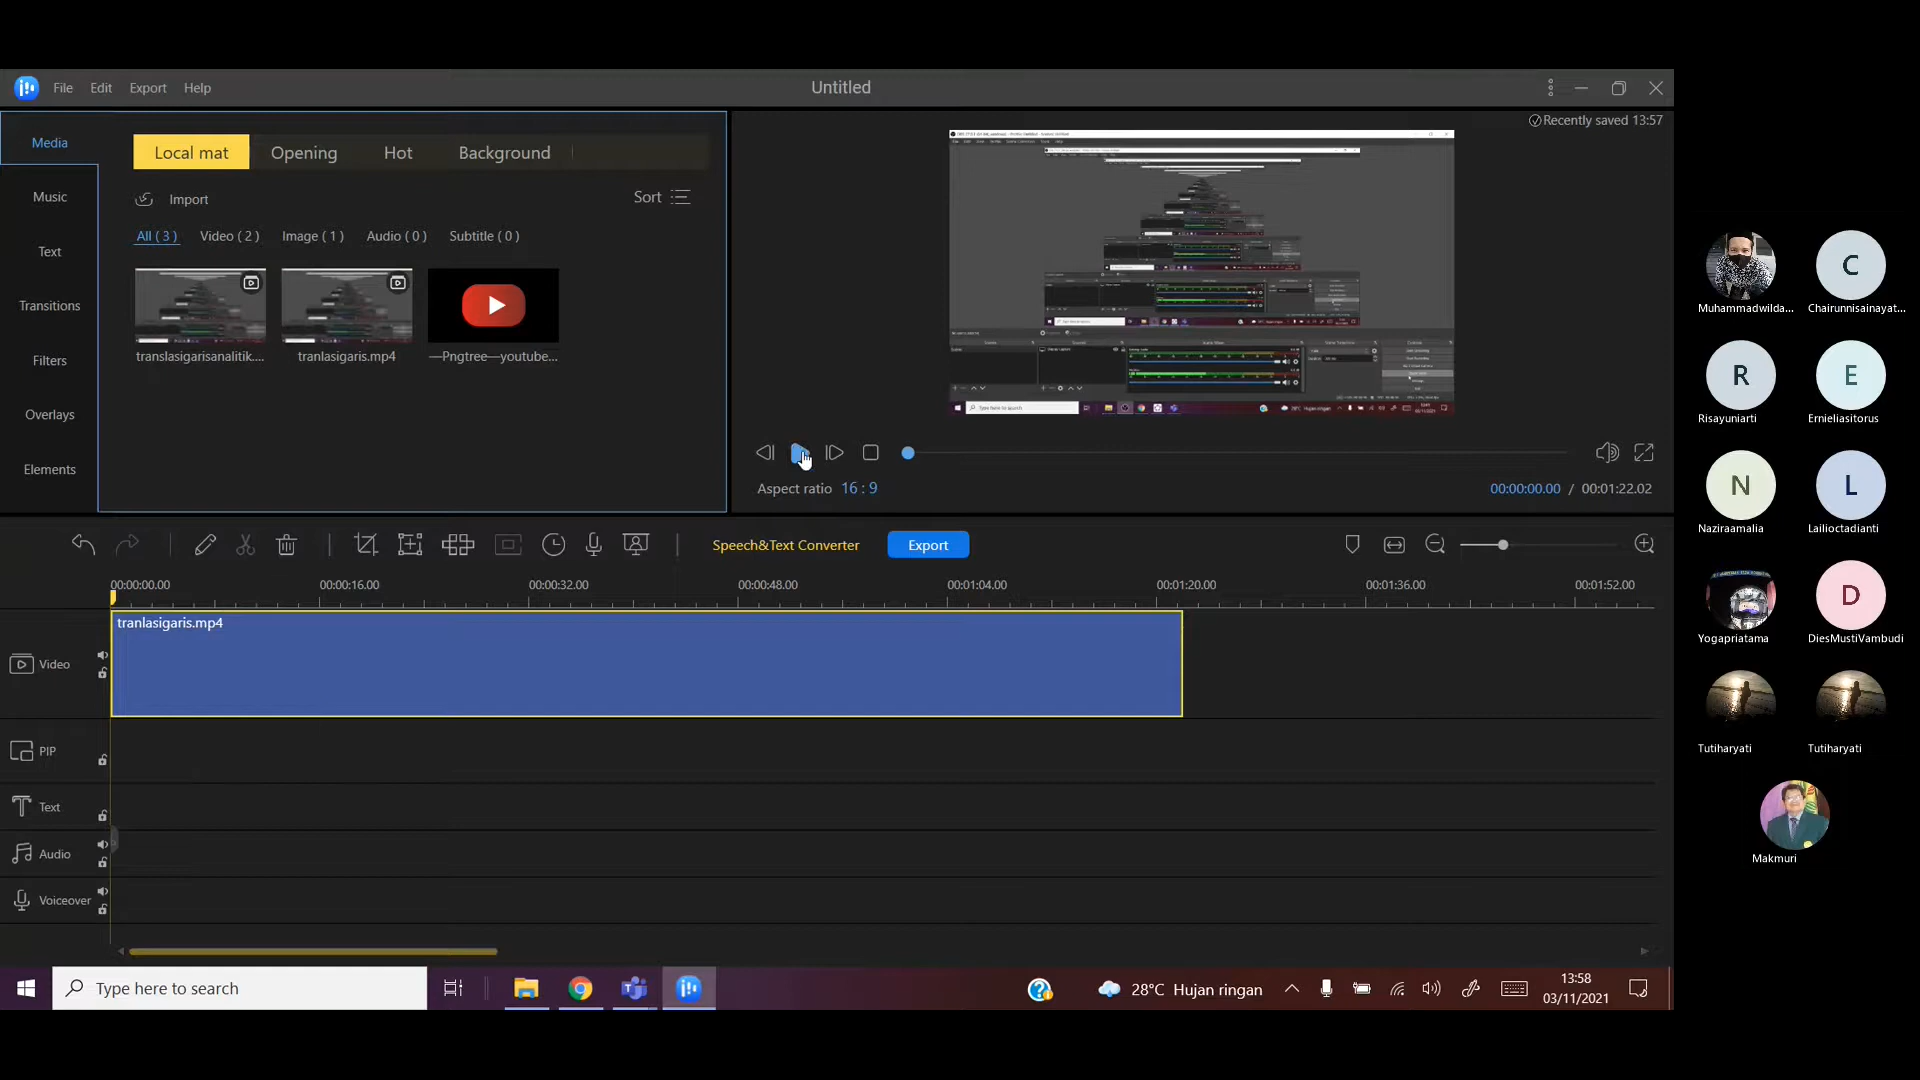 File Edit Export Help
Untitled
Recently saved 13:57
Media
Music
Text
Transitions
Filters
Overlays
Elements
Local mat Opening Hot Background
Import
Sort
All ( 3 ) Video ( 2 ) Image ( 1 ) Audio ( 0 ) Subtitle ( 0 )
translasigarisanalitik.... tranlasigaris.mp4 —Pngtree—youtube...
Aspect ratio 16 : 9
00:00:00.00 / 00:01:22.02
Speech&Text Converter
Export
00:00:00.00 00:00:16.00 00:00:32.00 00:00:48.00 00:01:04.00 00:01:20.00 00:01:36.00 00:01:52.00
tranlasigaris.mp4
Video
PIP
Text
Audio
Voiceover
Type here to search
28°C Hujan ringan
13:58
03/11/2021
C
Muhammadwilda... Chairunnisainayat...
R E
Risayuniarti Ernieliasitorus
N L
Naziraamalia Lailioctadianti
D
Yogapriatama DiesMustiVambudi
Tutiharyati Tutiharyati
Makmuri